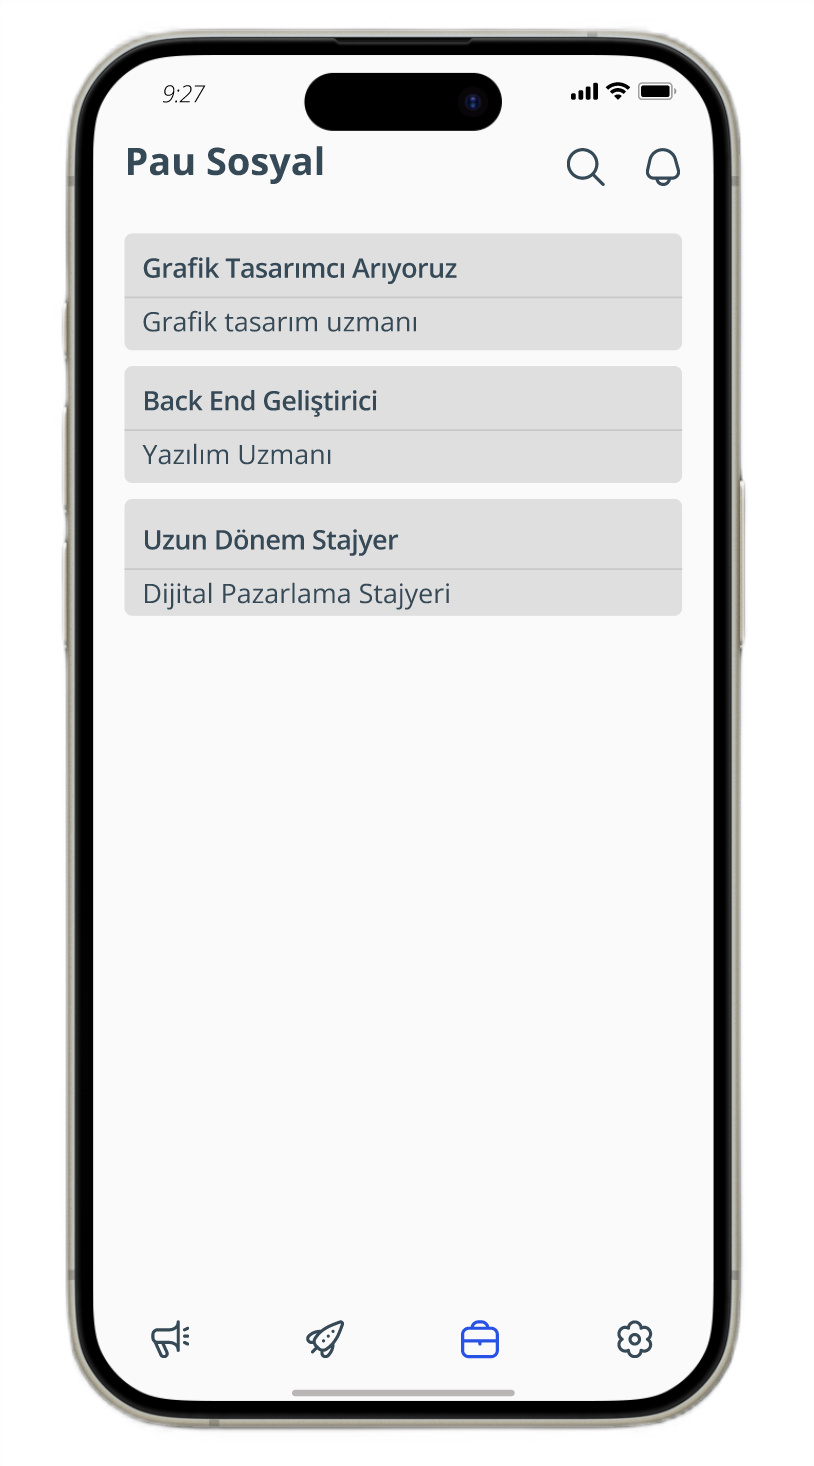 9:27
Pau Sosyal
Grafik Tasarımcı Arıyoruz
Grafik tasarım uzmanı
Back End Geliştirici
Yazılım Uzmanı
Uzun Dönem Stajyer
Dijital Pazarlama Stajyeri